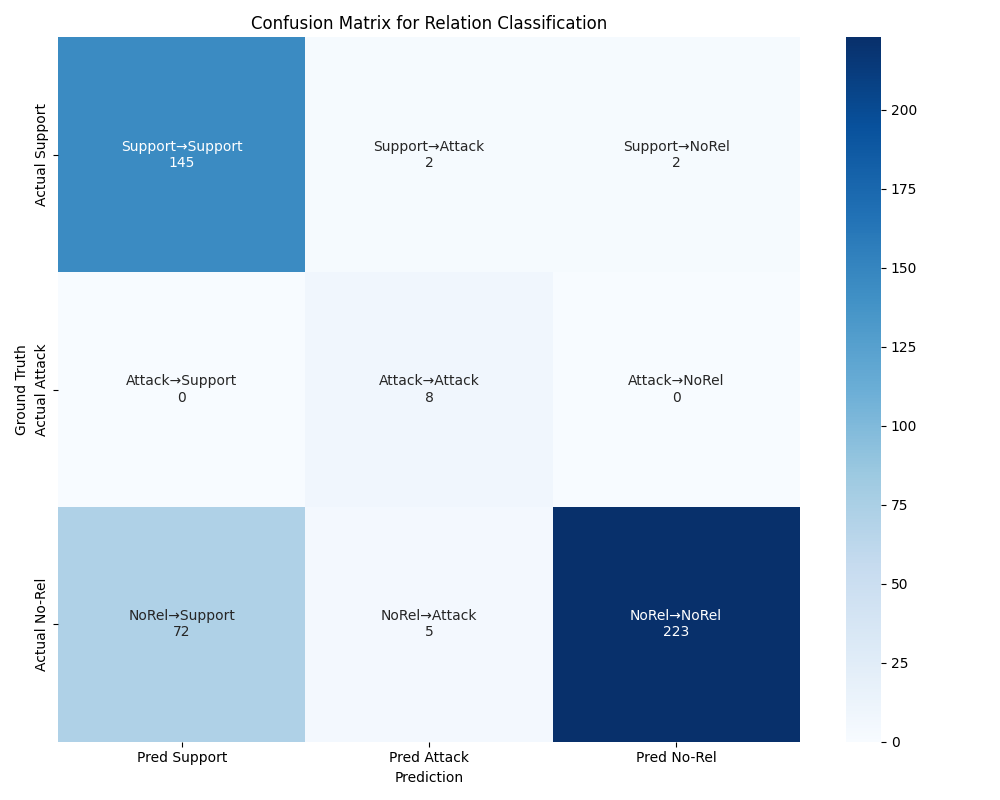 Confusion Matrix for Relation Classification
Ground Truth
Actual Support
Support→Support
145
Support→Attack
2
Support→NoRel
2
Actual Attack
Attack→Support
0
Attack→Attack
8
Attack→NoRel
0
Actual No-Rel
NoRel→Support
72
NoRel→Attack
5
NoRel→NoRel
223
Pred Support
Pred Attack
Pred No-Rel
Prediction
200
175
150
125
100
75
50
25
0